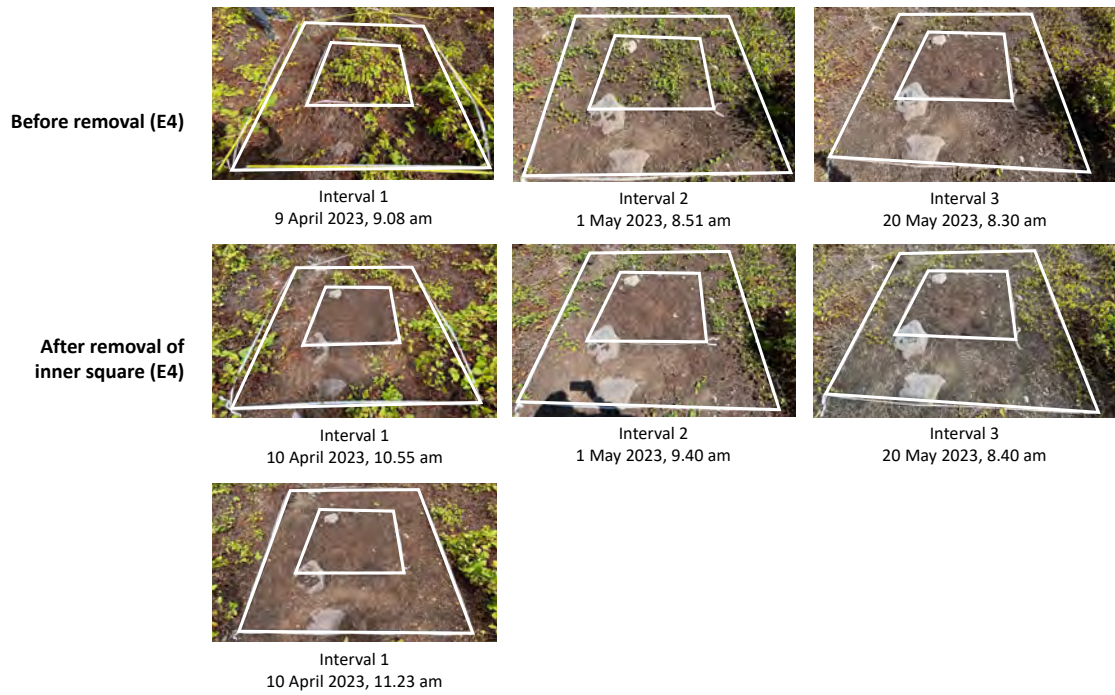 Before removal (E4)
Interval 1
9 April 2023, 9.08 am
Interval 2
1 May 2023, 8.51 am
Interval 3
20 May 2023, 8.30 am
After removal of
inner square (E4)
Interval 1
10 April 2023, 10.55 am
Interval 2
1 May 2023, 9.40 am
Interval 3
20 May 2023, 8.40 am
Interval 1
10 April 2023, 11.23 am